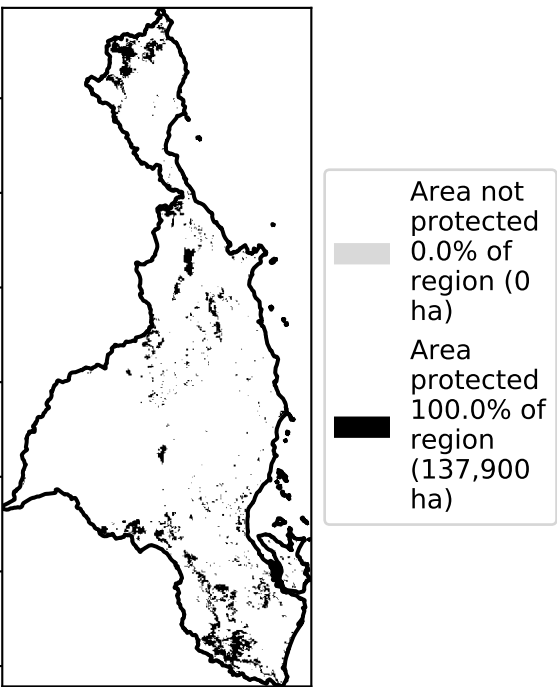 Area not
protected
0.0% of
region (0
ha)
Area
protected
100.0% of
region
(137,900
ha)